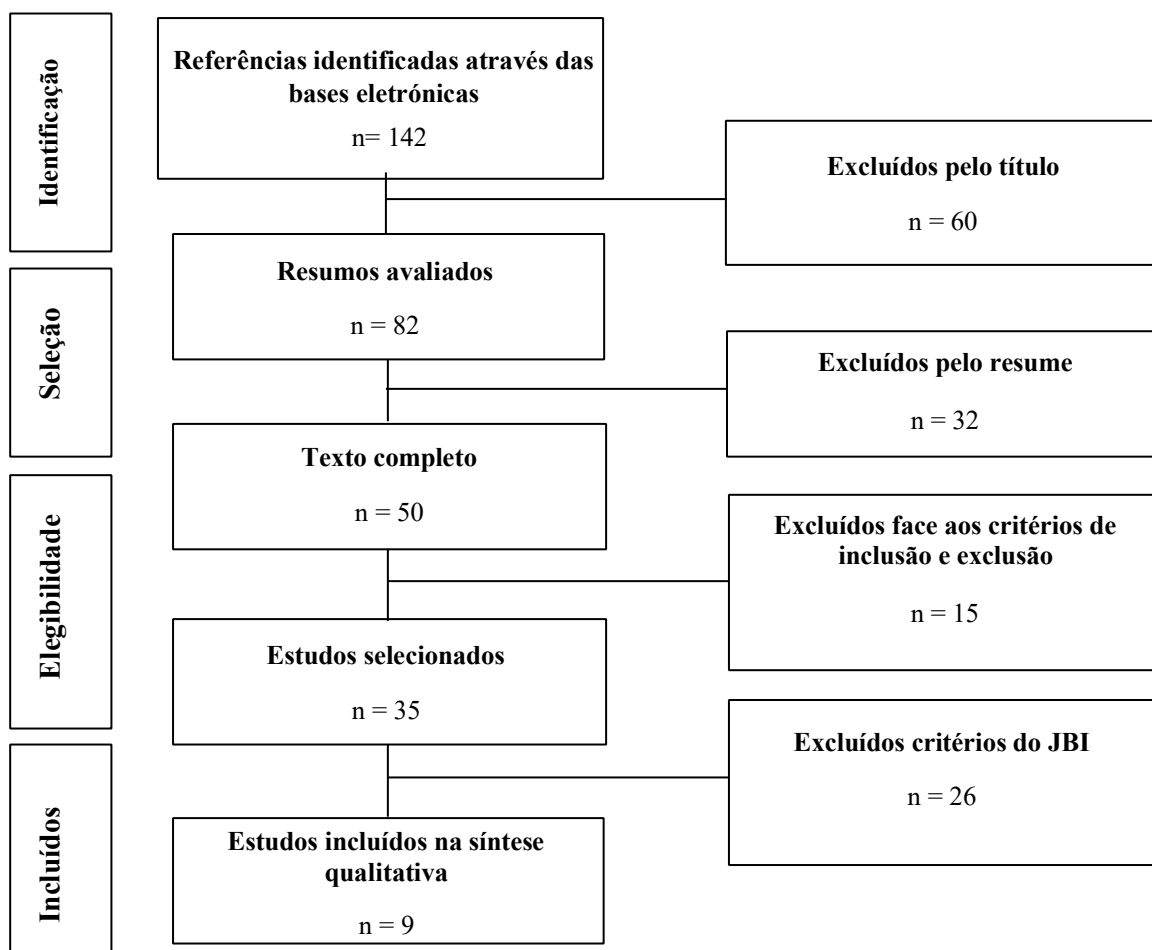 Identificação
Referências identificadas através das
bases eletrónicas
n= 142
Excluídos pelo título
n = 60
Seleção
Resumos avaliados
n = 82
Excluídos pelo resume
n = 32
Elegibilidade
Texto completo
n = 50
Excluídos face aos critérios de
inclusão e exclusão
n = 15
Estudos selecionados
n = 35
Excluídos critérios do JBI
n = 26
Incluídos
Estudos incluídos na síntese
qualitativa
n = 9